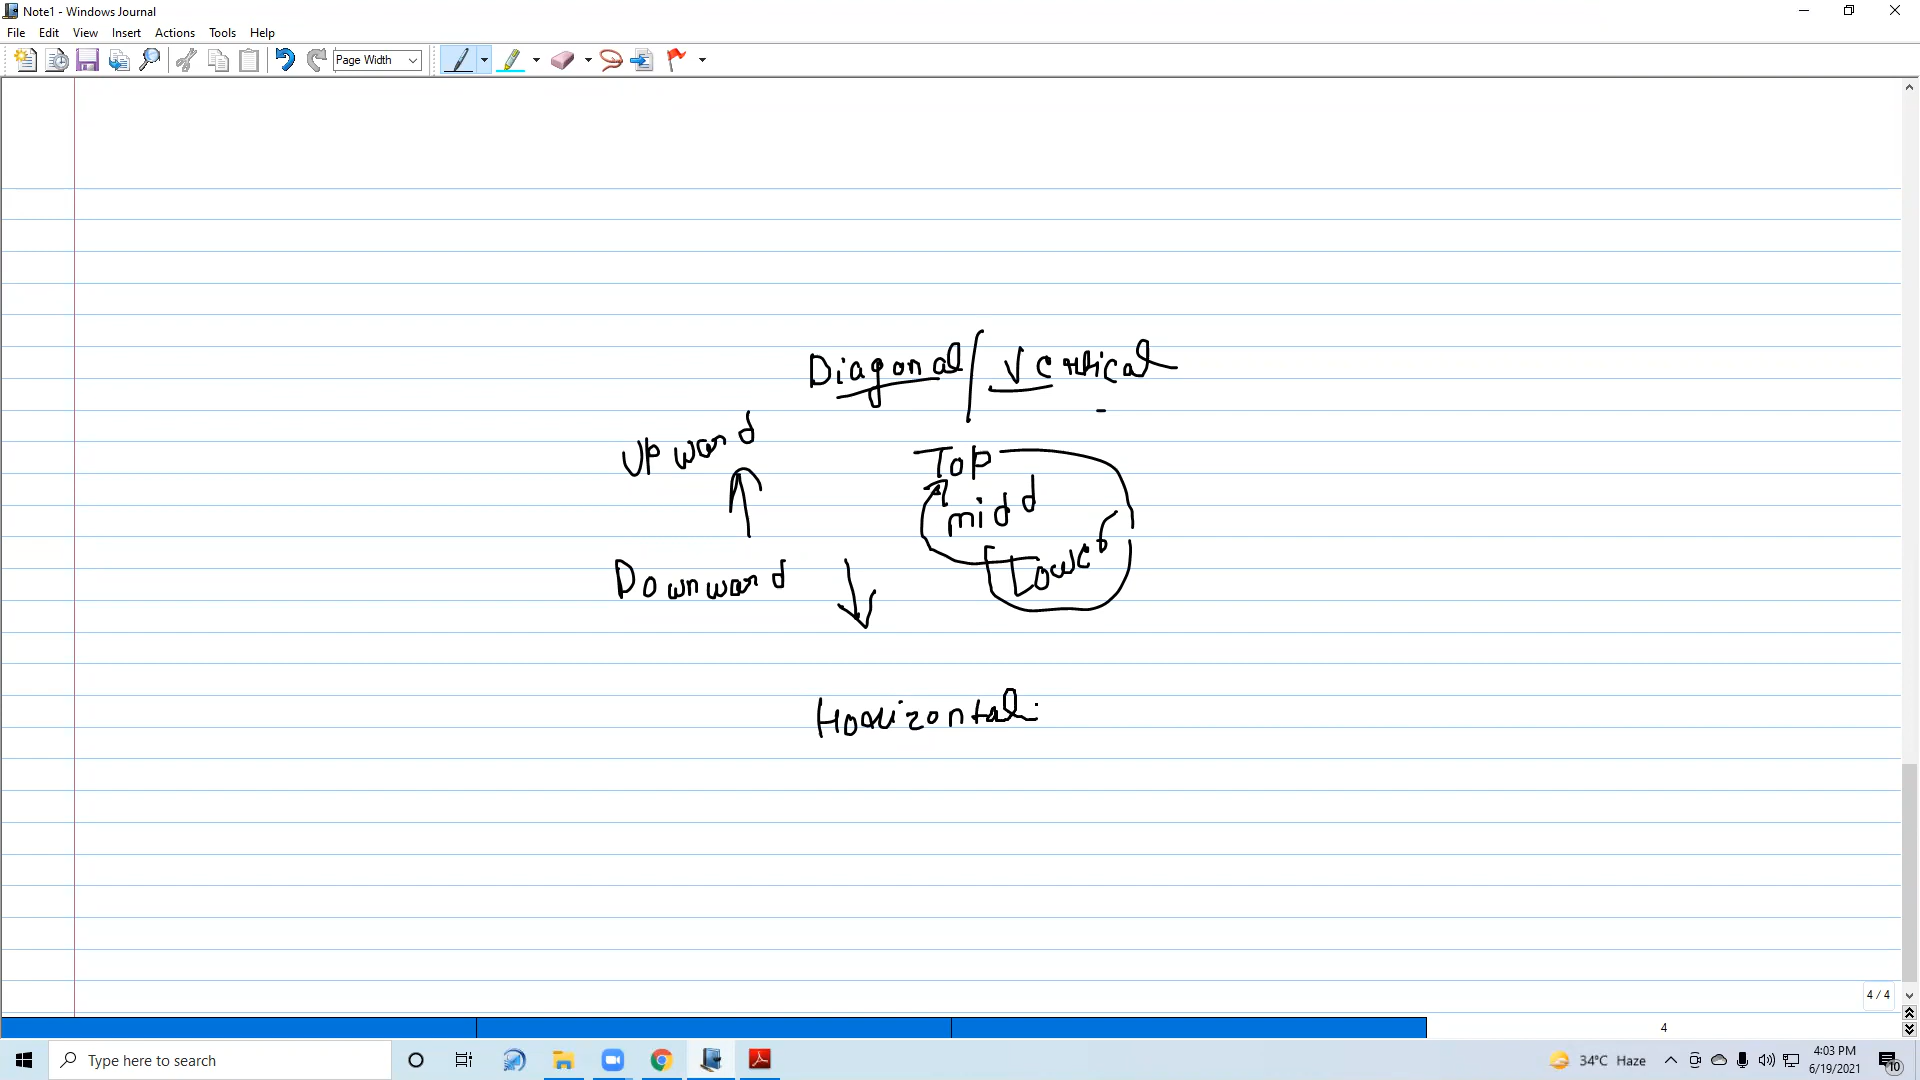 Note1 - Windows Journal
File Edit View Insert Actions Tools Help
Page Width
Diagonal / Vertical
Upward
Top
midd
Lower
Downward
Horizontal
4 / 4
4
Type here to search
34°C Haze
4:03 PM
6/19/2021
10